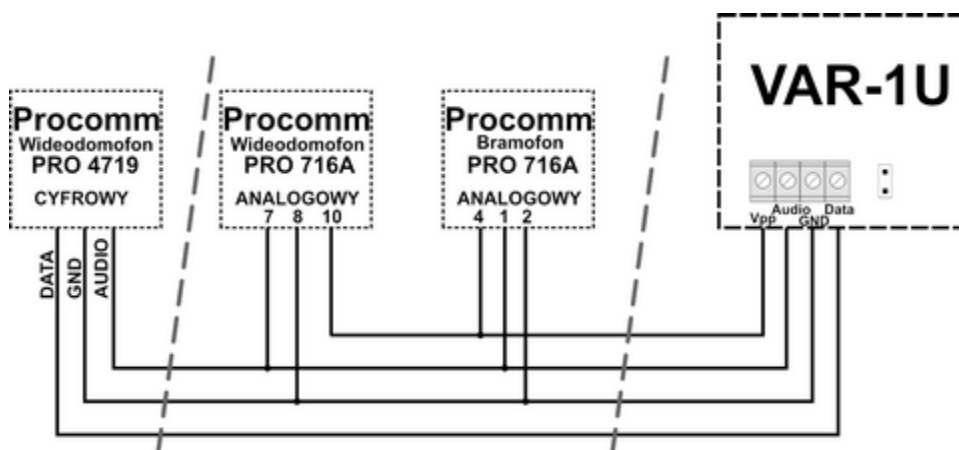 Procomm
Wideodomofon
PRO 4719
CYFROWY
DATA
GND
AUDIO
Procomm
Wideodomofon
PRO 716A
ANALOGOWY
7 8 10
Procomm
Bramofon
PRO 716A
ANALOGOWY
4 1 2
VAR-1U
VPP Audio GND Data